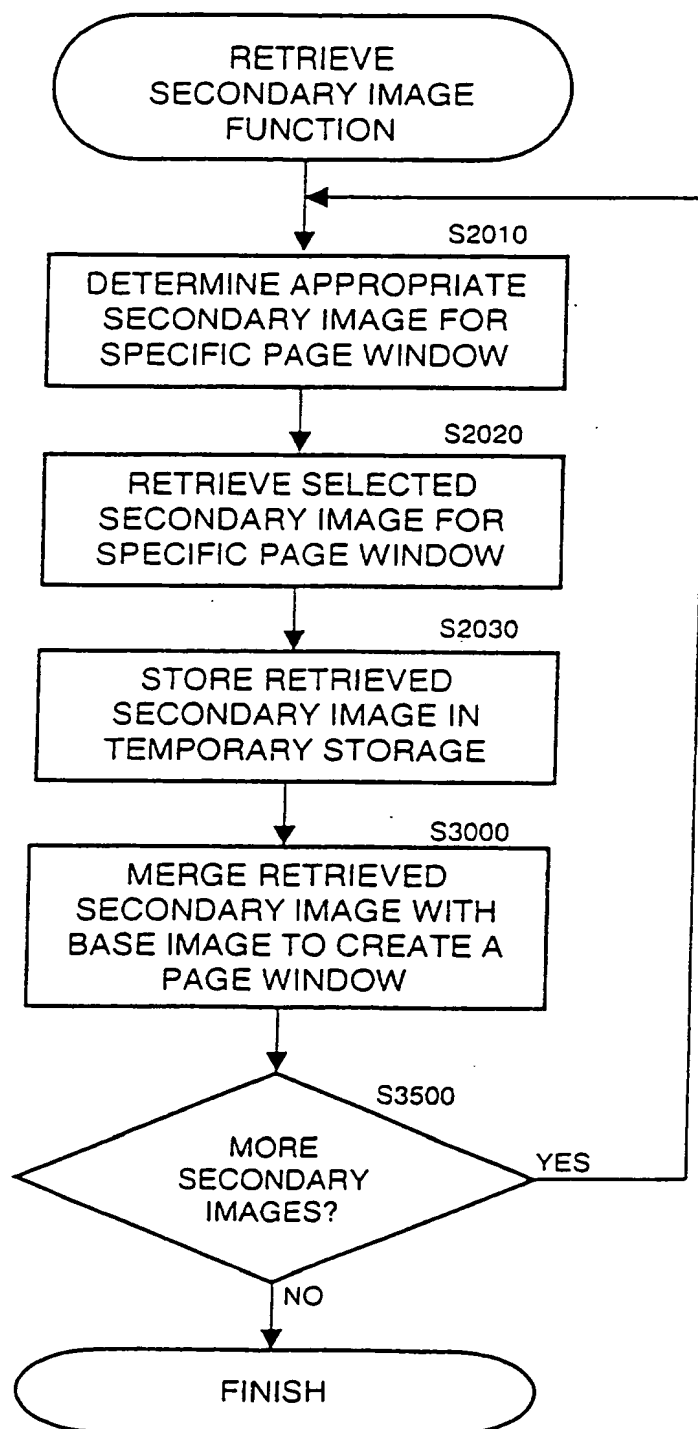 RETRIEVE
SECONDARY IMAGE
FUNCTION
S2010
DETERMINE APPROPRIATE
SECONDARY IMAGE FOR
SPECIFIC PAGE WINDOW
S2020
RETRIEVE SELECTED
SECONDARY IMAGE FOR
SPECIFIC PAGE WINDOW
S2030
STORE RETRIEVED
SECONDARY IMAGE IN
TEMPORARY STORAGE
S3000
MERGE RETRIEVED
SECONDARY IMAGE WITH
BASE IMAGE TO CREATE A
PAGE WINDOW
S3500
MORE
SECONDARY
IMAGES?
YES
NO
FINISH